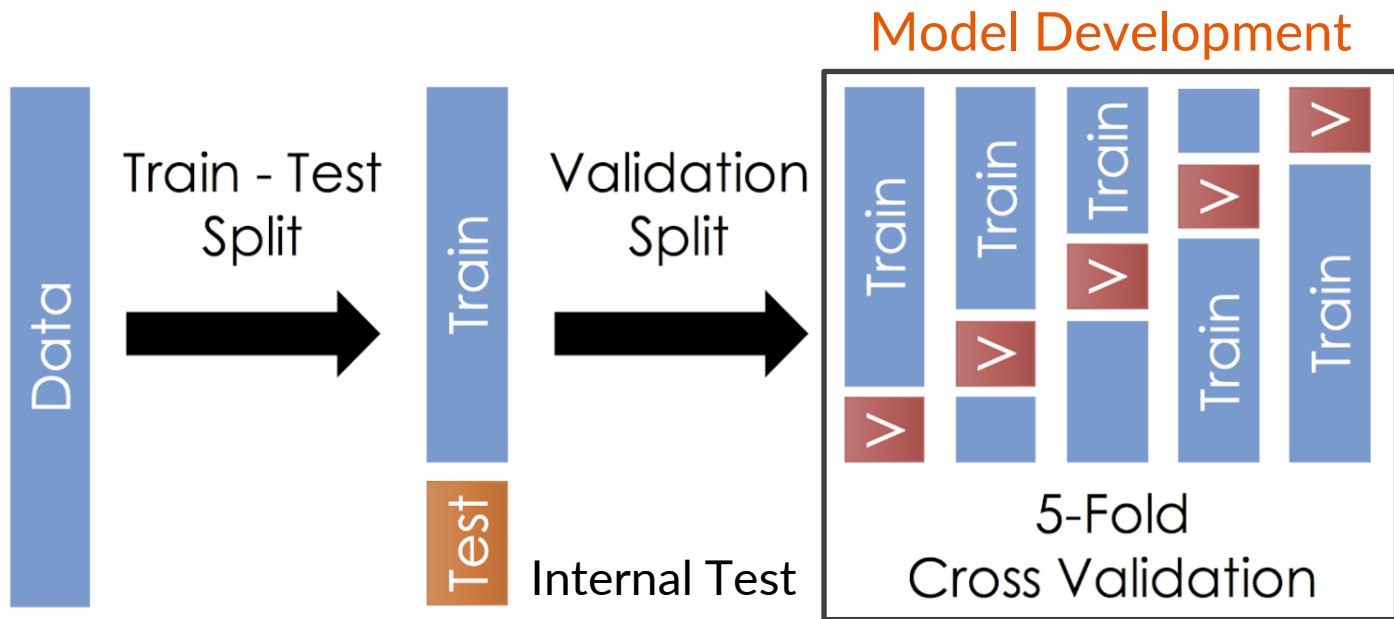 Model Development
Data
Train - Test
Split
Train
Test
Internal Test
Validation
Split
Train
V
Train
V
Train
V
V
Train
V
Train
5-Fold
Cross Validation